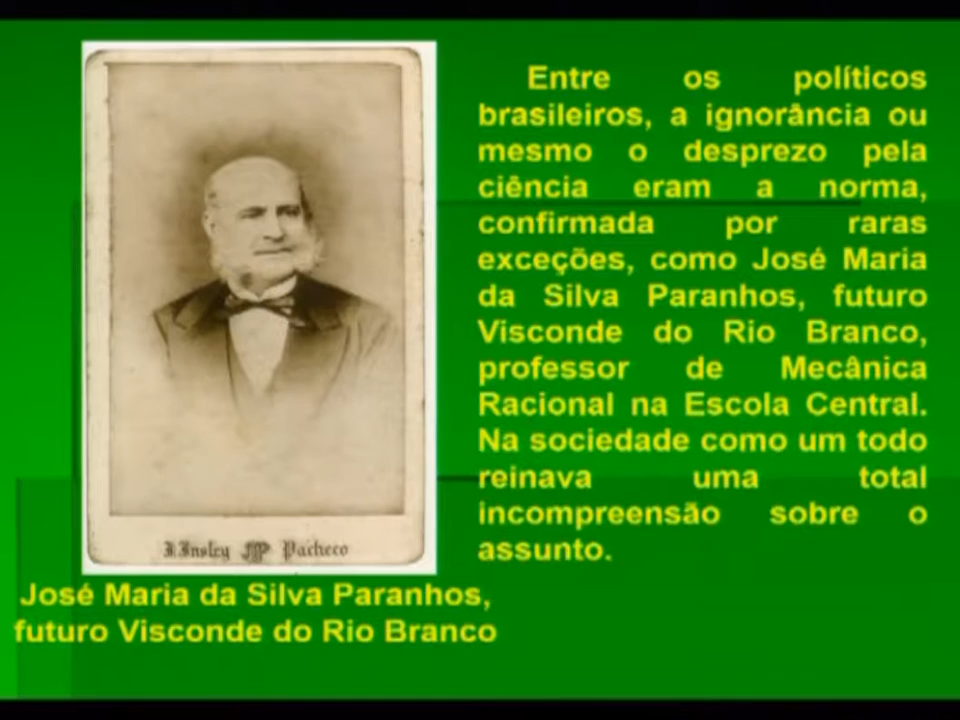 Entre os políticos
brasileiros, a ignorância ou
mesmo o desprezo pela
ciência eram a norma,
confirmada por raras
exceções, como José Maria
da Silva Paranhos, futuro
Visconde do Rio Branco,
professor de Mecânica
Racional na Escola Central.
Na sociedade como um todo
reinava uma total
incompreensão sobre o
assunto.
J.Insley JIP Pacheco
José Maria da Silva Paranhos,
futuro Visconde do Rio Branco